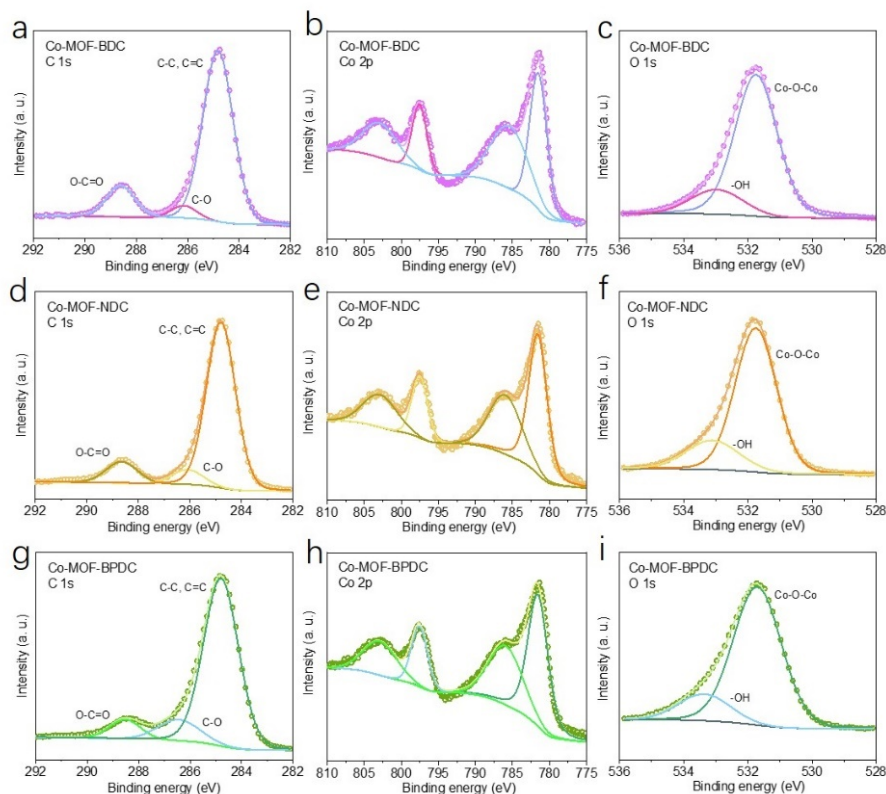 a
Co-MOF-BDC
C 1s
C-C, C=C
O-C=O
C-O
Intensity (a. u.)
292 290 288 286 284 282
Binding energy (eV)
b
Co-MOF-BDC
Co 2p
Intensity (a. u.)
810 805 800 795 790 785 780 775
Binding energy (eV)
c
Co-MOF-BDC
O 1s
Co-O-Co
-OH
Intensity (a. u.)
536 534 532 530 528
Binding energy (eV)
d
Co-MOF-NDC
C 1s
C-C, C=C
O-C=O
C-O
Intensity (a. u.)
292 290 288 286 284 282
Binding energy (eV)
e
Co-MOF-NDC
Co 2p
Intensity (a. u.)
810 805 800 795 790 785 780 775
Binding energy (eV)
f
Co-MOF-NDC
O 1s
Co-O-Co
-OH
Intensity (a. u.)
536 534 532 530 528
Binding energy (eV)
g
Co-MOF-BPDC
C 1s
C-C, C=C
O-C=O
C-O
Intensity (a. u.)
292 290 288 286 284 282
Binding energy (eV)
h
Co-MOF-BPDC
Co 2p
Intensity (a. u.)
810 805 800 795 790 785 780 775
Binding energy (eV)
i
Co-MOF-BPDC
O 1s
Co-O-Co
-OH
Intensity (a. u.)
536 534 532 530 528
Binding energy (eV)